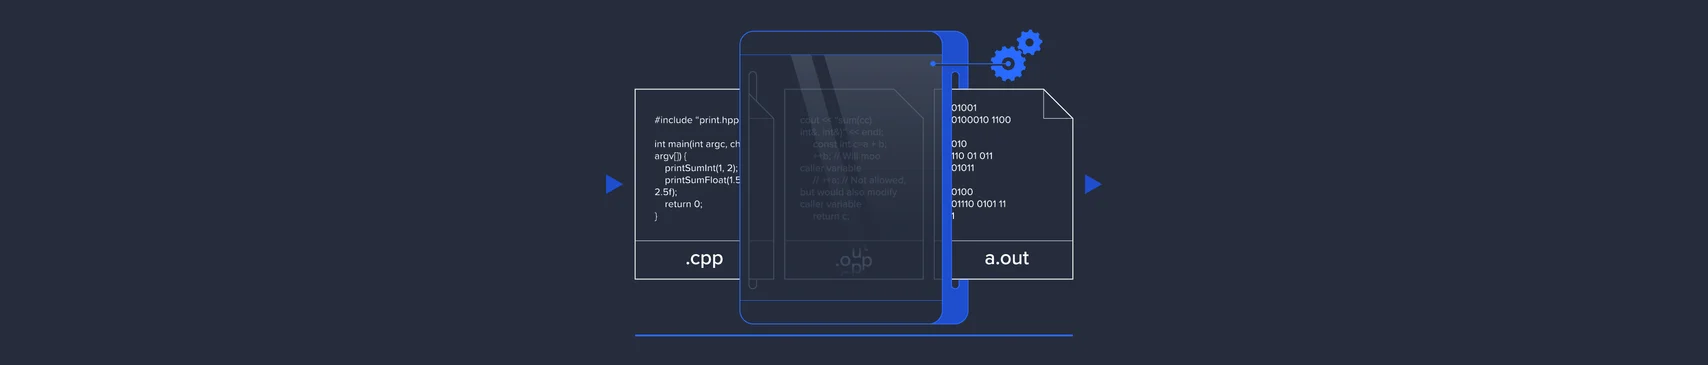 #include "print.hpp
int main(int argc, ch
argv[]) {
printSumInt(1, 2);
printSumFloat(1.5
2.5f);
return 0;
}
.cpp
cout << "sum(cc)
int&, int&)" << endl;
const int c=a + b;
++b; // Will mon
caller variable
// ++a; // Not allowed,
but would also modify
caller variable
return c,
01001
0100010 1100
010
110 01 011
01011
0100
01110 0101 11
1
a.out